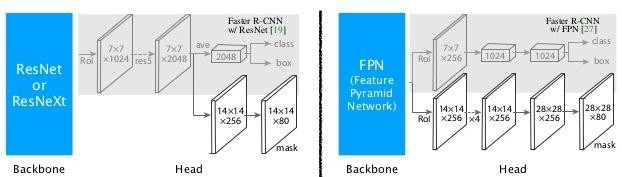 Faster R-CNN
w/ ResNet [19]
ResNet
or
ResNeXt
RoI
7×7
×1024
res5
7×7
×2048
ave
2048
class
box
14×14
×256
14×14
×80
mask
Backbone
Head
Faster R-CNN
w/ FPN [27]
FPN
(Feature
Pyramid
Network)
RoI
7×7
×256
1024
1024
class
box
RoI
14×14
×256
×4
14×14
×256
28×28
×256
28×28
×80
mask
Backbone
Head